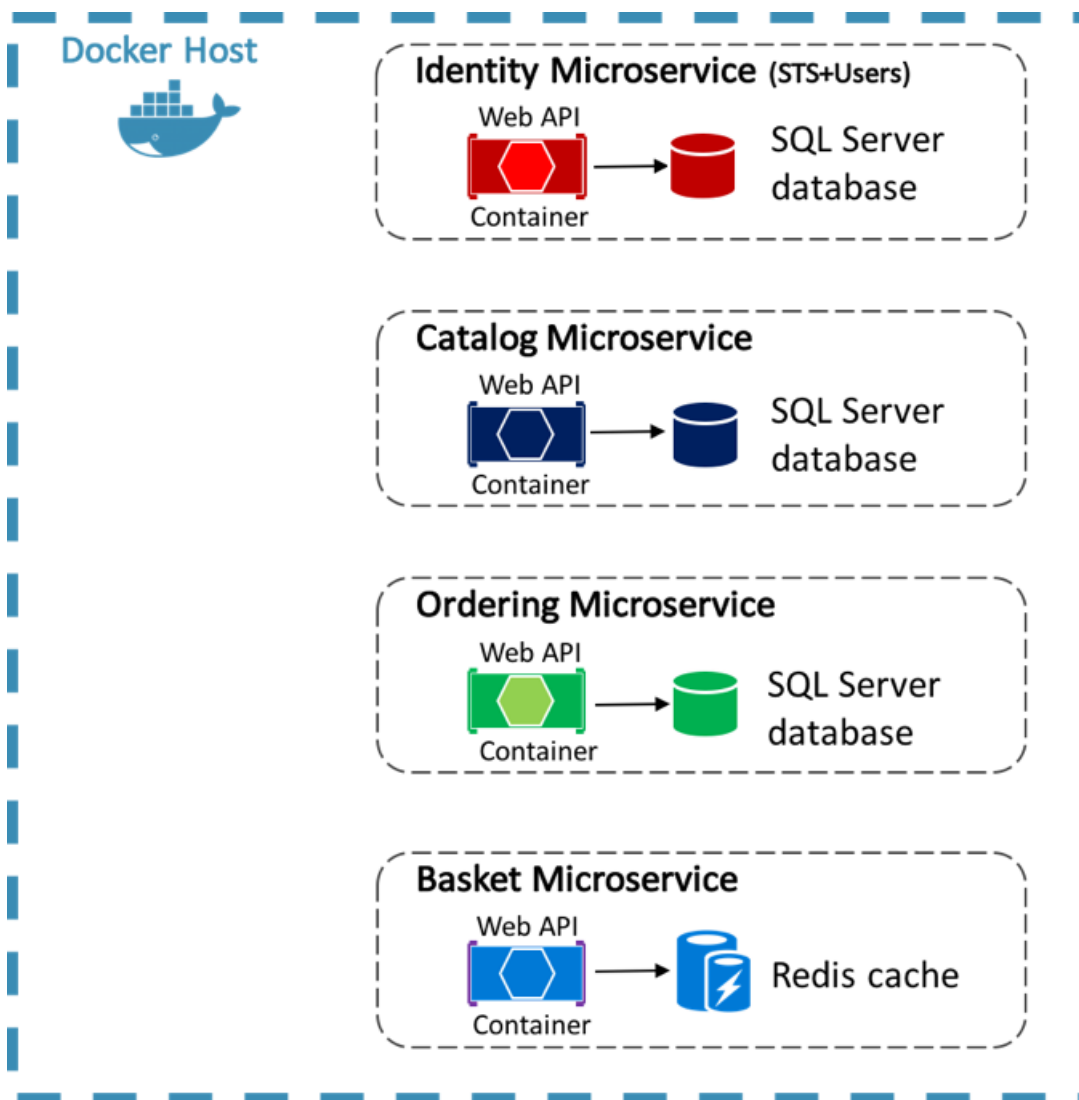 Docker Host
Identity Microservice (STS+Users)
Web API
Container
SQL Server
database
Catalog Microservice
Web API
Container
SQL Server
database
Ordering Microservice
Web API
Container
SQL Server
database
Basket Microservice
Web API
Container
Redis cache